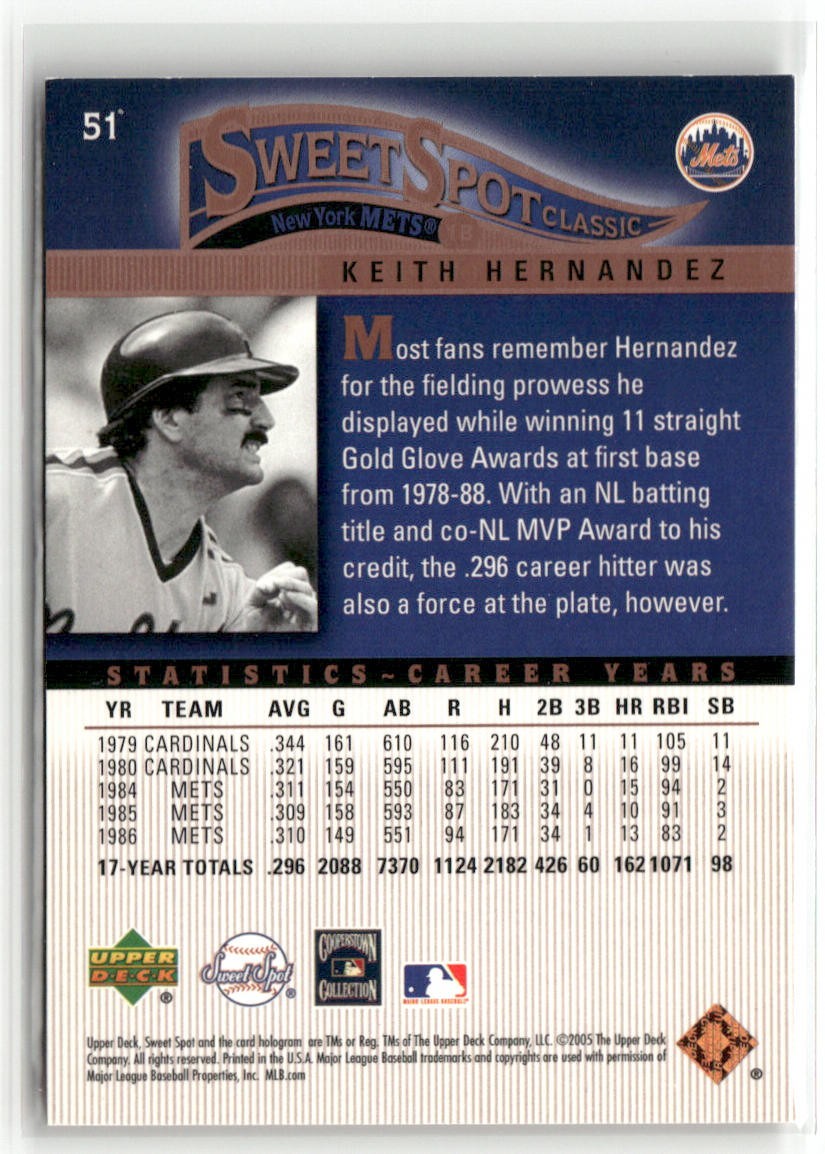 51
SWEET SPOT CLASSIC
New York METS®
Mets
KEITH HERNANDEZ
Most fans remember Hernandez
for the fielding prowess he
displayed while winning 11 straight
Gold Glove Awards at first base
from 1978-88. With an NL batting
title and co-NL MVP Award to his
credit, the .296 career hitter was
also a force at the plate, however.
STATISTICS~CAREER YEARS
YR TEAM AVG G AB R H 2B 3B HR RBI SB
1979 CARDINALS .344 161 610 116 210 48 11 11 105 11
1980 CARDINALS .321 159 595 111 191 39 8 16 99 14
1984 METS .311 154 550 83 171 31 0 15 94 2
1985 METS .309 158 593 87 183 34 4 10 91 3
1986 METS .310 149 551 94 171 34 1 13 83 2
17-YEAR TOTALS .296 2088 7370 1124 2182 426 60 162 1071 98
UPPER
D·E·C·K
®
Sweet Spot
®
COOPERSTOWN
COLLECTION
MAJOR LEAGUE BASEBALL
Upper Deck, Sweet Spot and the card hologram are TMs or Reg. TMs of The Upper Deck Company, LLC. ©2005 The Upper Deck
Company. All rights reserved. Printed in the U.S.A. Major League Baseball trademarks and copyrights are used with permission of
Major League Baseball Properties, Inc. MLB.com
®